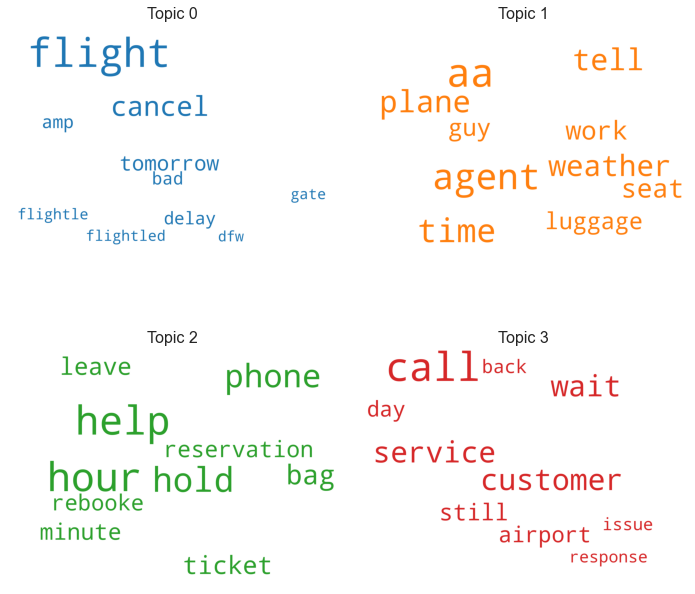 Topic 0
flight
cancel
amp
tomorrow
bad
gate
flightle
delay
flightled
dfw
Topic 1
tell
aa
plane
guy
work
weather
agent
seat
luggage
time
Topic 2
leave
phone
help
reservation
hour
hold
bag
rebooke
minute
ticket
Topic 3
call
back
wait
day
service
customer
still
airport
issue
response